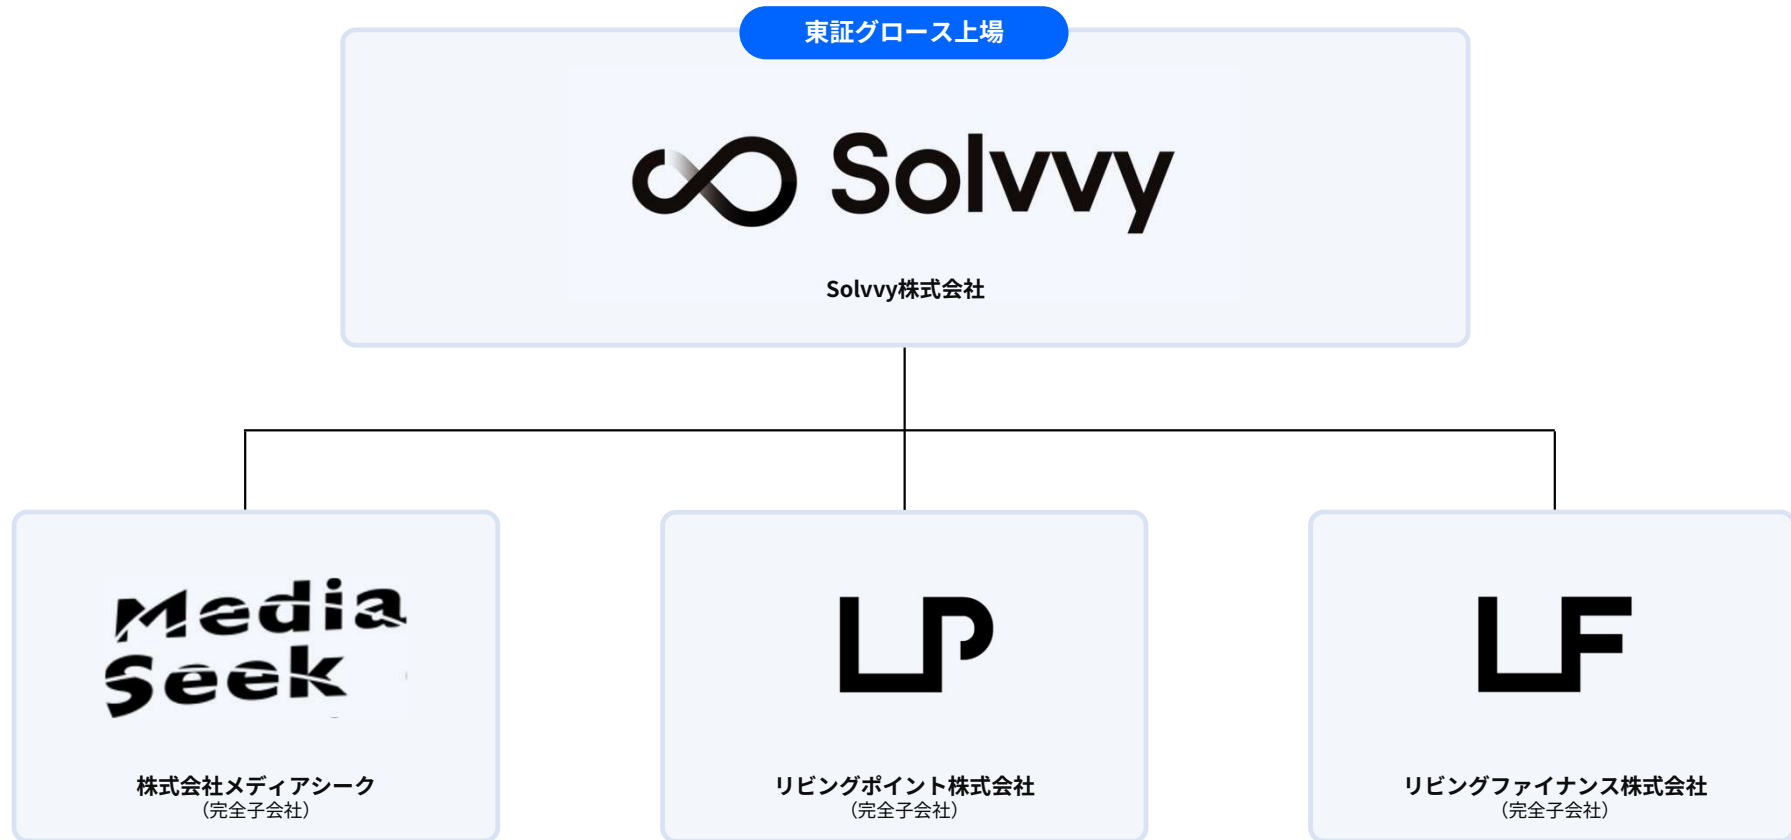 東証グロース上場
Solvvy
Solvvy株式会社
Media
Seek
株式会社メディアシーク
（完全子会社）
LP
リビングポイント株式会社
（完全子会社）
LF
リビングファイナンス株式会社
（完全子会社）